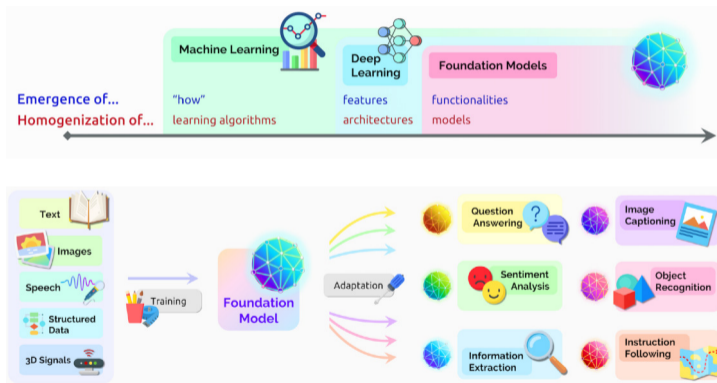 Machine Learning
Deep
Learning
Foundation Models
Emergence of...
"how"
features
functionalities
Homogenization of...
learning algorithms
architectures
models
Text
Images
Speech
Structured
Data
3D Signals
Training
Foundation
Model
Adaptation
Question
Answering
?
Image
Captioning
Sentiment
Analysis
Object
Recognition
Information
Extraction
Instruction
Following